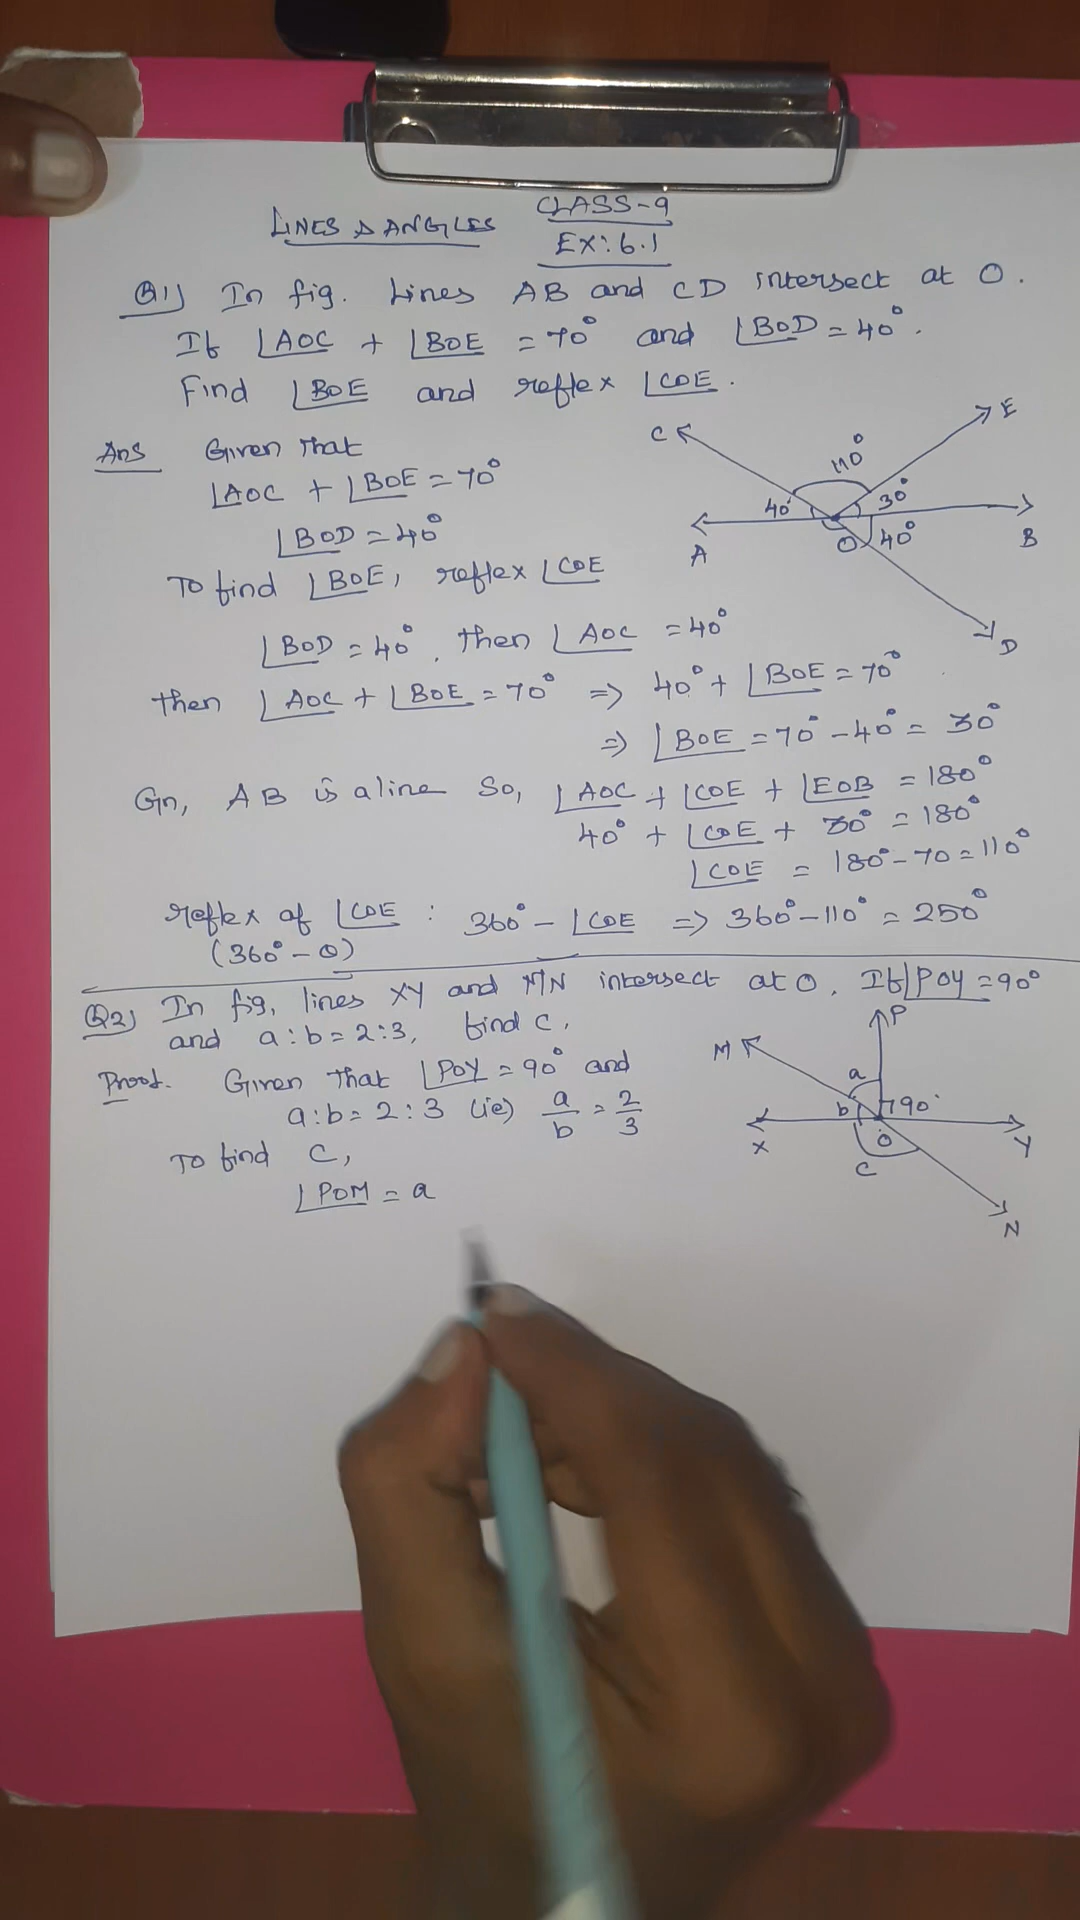 CLASS-9
LINES & ANGLES
EX: 6.1
Q1) In fig. Lines AB and CD intersect at O.
If ∠AOC + ∠BOE = 70° and ∠BOD = 40°.
Find ∠BOE and reflex ∠COE.
Ans Given that
∠AOC + ∠BOE = 70°
∠BOD = 40°
To find ∠BOE, reflex ∠COE
C
E
110°
40°
30°
A
O
40°
B
D
∠BOD = 40°, then ∠AOC = 40°
then ∠AOC + ∠BOE = 70° => 40° + ∠BOE = 70°
=> ∠BOE = 70° - 40° = 30°
Gn, AB is a line So, ∠AOC + ∠COE + ∠EOB = 180°
40° + ∠COE + 30° = 180°
∠COE = 180° - 70 = 110°
reflex of ∠COE : 360° - ∠COE => 360° - 110° = 250°
(360° - θ)
Q2) In fig, lines XY and MN intersect at O. If ∠POY = 90°
and a:b = 2:3, find c.
Proof. Given that ∠POY = 90° and
a:b = 2:3 (ie) a/b = 2/3
To find C,
∠POM = a
P
M
a
b
90°
X
O
Y
C
N